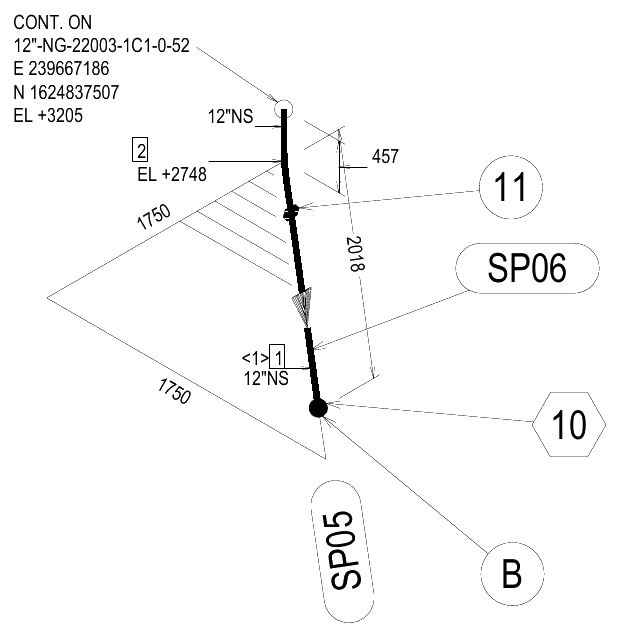 CONT. ON
12"-NG-22003-1C1-0-52
E 239667186
N 1624837507
EL +3205
12"NS
2
EL +2748
457
11
1750
2018
SP06
<1>1
12"NS
1750
10
SP05
B